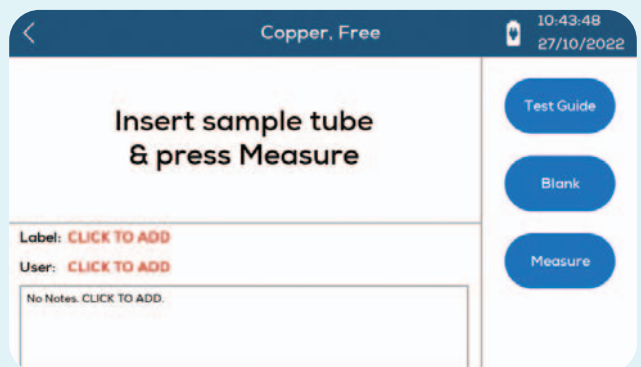 Copper, Free
10:43:48
27/10/2022
Insert sample tube
& press Measure
Test Guide
Blank
Measure
Label: CLICK TO ADD
User: CLICK TO ADD
No Notes. CLICK TO ADD.